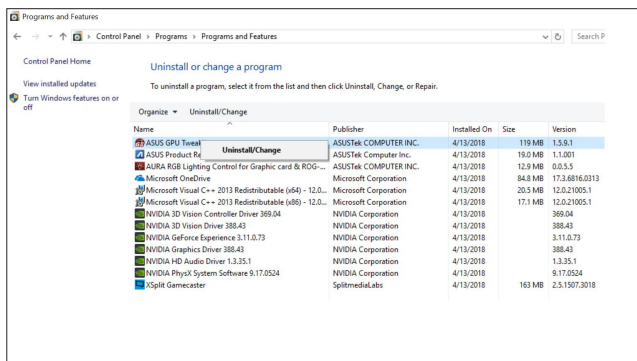 Programs and Features
Control Panel > Programs > Programs and Features
Search P
Control Panel Home
View installed updates
Turn Windows features on or off
Uninstall or change a program
To uninstall a program, select it from the list and then click Uninstall, Change, or Repair.
Organize Uninstall/Change
Name Publisher Installed On Size Version
ASUS GPU Tweak ASUSTek COMPUTER INC. 4/13/2018 119 MB 1.5.9.1
Uninstall/Change
ASUS Product Re ASUSTek Computer Inc. 4/13/2018 19.0 MB 1.1.001
AURA RGB Lighting Control for Graphic card & ROG-... ASUSTek COMPUTER INC. 4/13/2018 12.9 MB 0.0.5.5
Microsoft OneDrive Microsoft Corporation 4/13/2018 84.8 MB 17.3.6816.0313
Microsoft Visual C++ 2013 Redistributable (x64) - 12.0... Microsoft Corporation 4/13/2018 20.5 MB 12.0.21005.1
Microsoft Visual C++ 2013 Redistributable (x86) - 12.0... Microsoft Corporation 4/13/2018 17.1 MB 12.0.21005.1
NVIDIA 3D Vision Controller Driver 369.04 NVIDIA Corporation 4/13/2018 369.04
NVIDIA 3D Vision Driver 388.43 NVIDIA Corporation 4/13/2018 388.43
NVIDIA GeForce Experience 3.11.0.73 NVIDIA Corporation 4/13/2018 3.11.0.73
NVIDIA Graphics Driver 388.43 NVIDIA Corporation 4/13/2018 388.43
NVIDIA HD Audio Driver 1.3.35.1 NVIDIA Corporation 4/13/2018 1.3.35.1
NVIDIA PhysX System Software 9.17.0524 NVIDIA Corporation 4/13/2018 9.17.0524
XSplit Gamecaster SplitmediaLabs 4/13/2018 163 MB 2.5.1507.3018